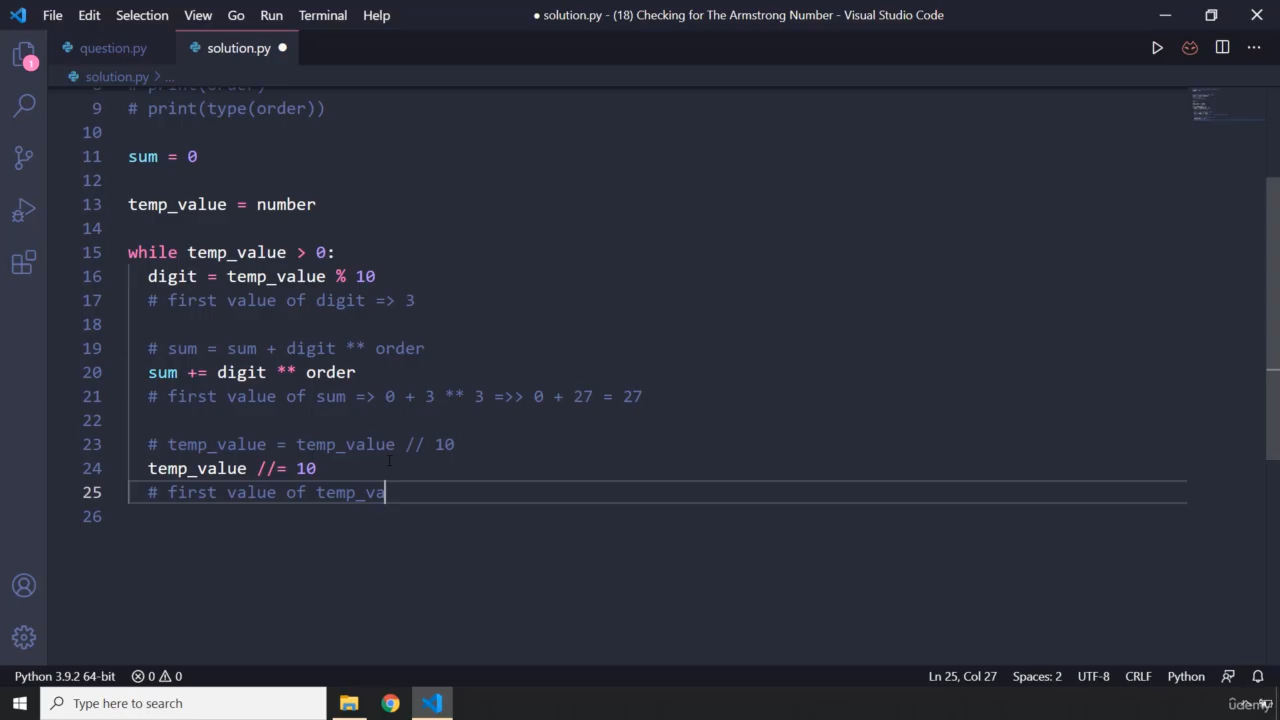 File Edit Selection View Go Run Terminal Help
● solution.py - (18) Checking for The Armstrong Number - Visual Studio Code
question.py
solution.py ●
solution.py > ...
8 # print(order)
9 # print(type(order))
10
11 sum = 0
12
13 temp_value = number
14
15 while temp_value > 0:
16 digit = temp_value % 10
17 # first value of digit => 3
18
19 # sum = sum + digit ** order
20 sum += digit ** order
21 # first value of sum => 0 + 3 ** 3 =>> 0 + 27 = 27
22
23 # temp_value = temp_value // 10
24 temp_value //= 10
25 # first value of temp_va
26
1
Python 3.9.2 64-bit 0 0 Ln 25, Col 27 Spaces: 2 UTF-8 CRLF Python
Type here to search
udemy